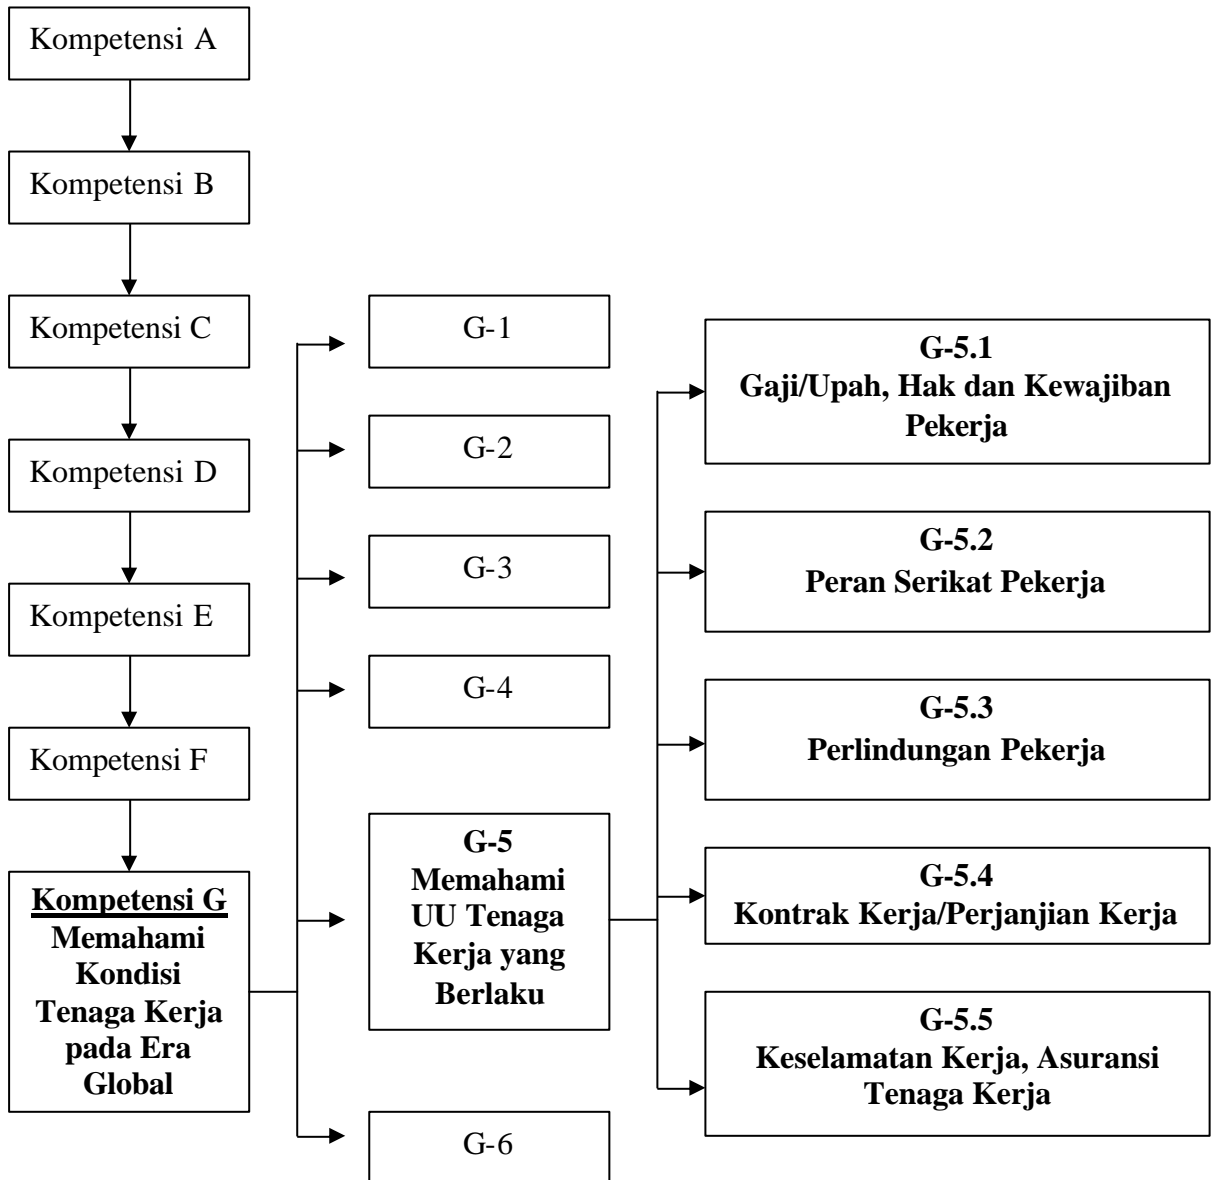 Kompetensi A
Kompetensi B
Kompetensi C
Kompetensi D
Kompetensi E
Kompetensi F
Kompetensi G
Memahami
Kondisi
Tenaga Kerja
pada Era
Global
G-1
G-2
G-3
G-4
G-5
Memahami
UU Tenaga
Kerja yang
Berlaku
G-6
G-5.1
Gaji/Upah, Hak dan Kewajiban
Pekerja
G-5.2
Peran Serikat Pekerja
G-5.3
Perlindungan Pekerja
G-5.4
Kontrak Kerja/Perjanjian Kerja
G-5.5
Keselamatan Kerja, Asuransi
Tenaga Kerja